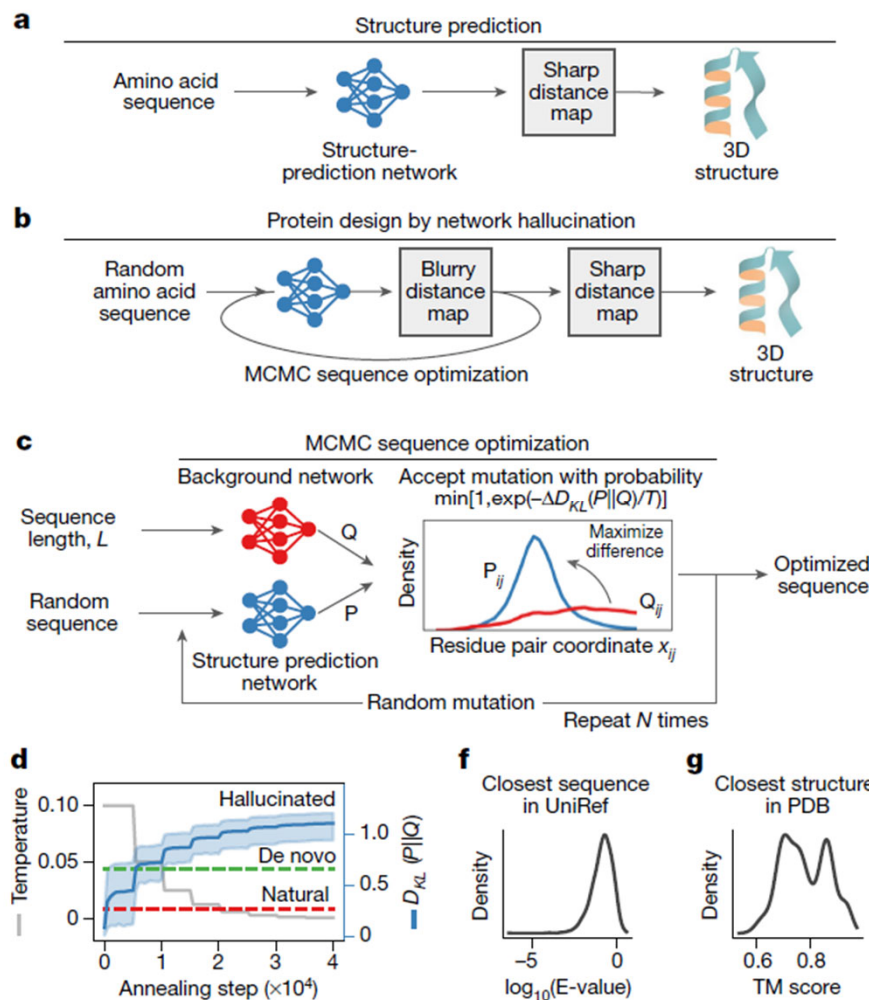 a
Structure prediction
Amino acid
sequence
Structure-
prediction network
Sharp
distance
map
3D
structure
b
Protein design by network hallucination
Random
amino acid
sequence
Blurry
distance
map
Sharp
distance
map
3D
structure
MCMC sequence optimization
c
MCMC sequence optimization
Background network
Accept mutation with probability
min[1,exp(–ΔD_KL(P||Q)/T)]
Sequence
length, L
Q
Random
sequence
P
Structure prediction
network
Density
P_ij
Maximize
difference
Q_ij
Residue pair coordinate x_ij
Optimized
sequence
Random mutation
Repeat N times
d
Temperature
0.10
0.05
0
Hallucinated
De novo
Natural
1.0
0.5
0
D_KL (P||Q)
0 1 2 3 4
Annealing step (×10⁴)
f
Closest sequence
in UniRef
Density
–5 0
log₁₀(E-value)
g
Closest structure
in PDB
Density
0.6 0.8
TM score